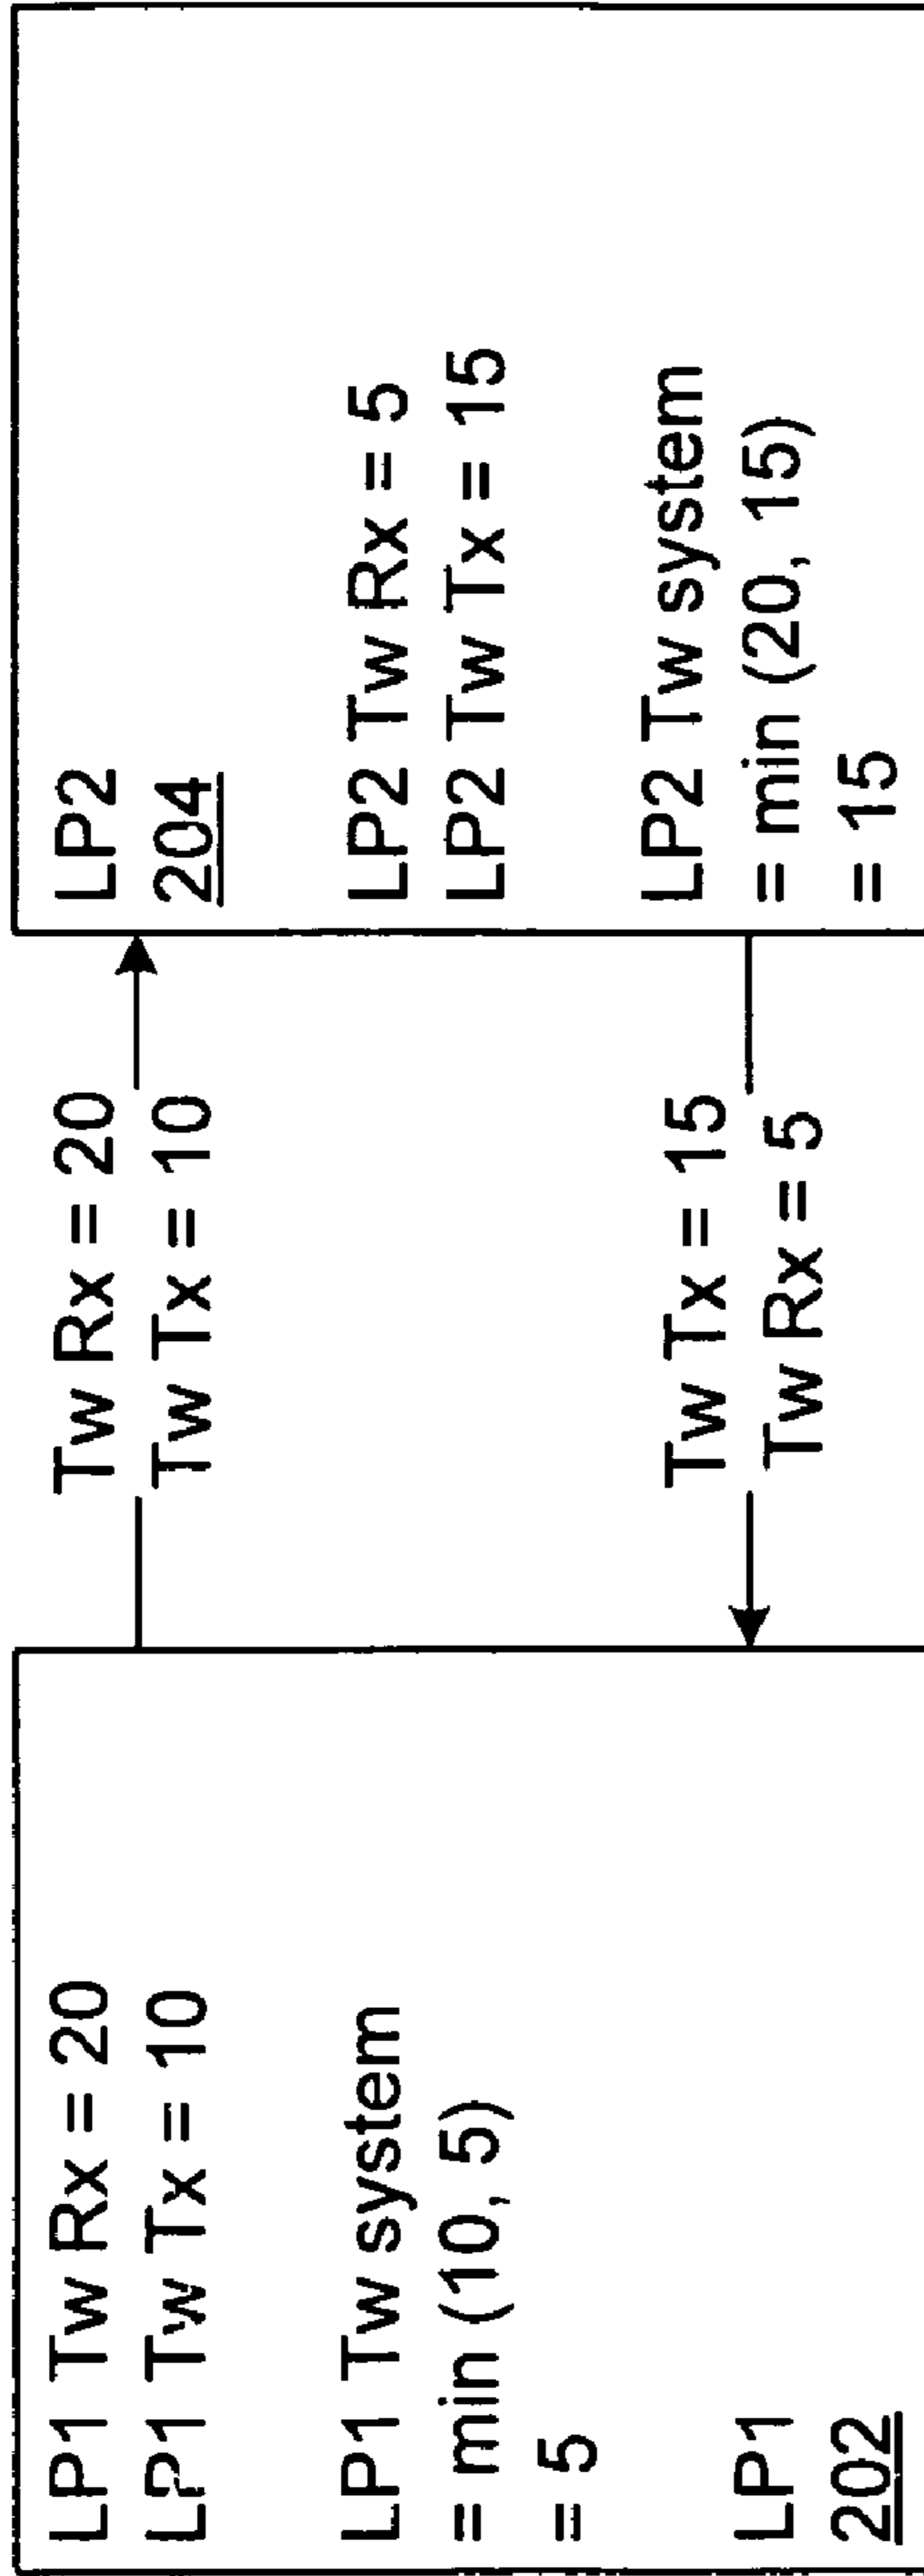 LP1 Tw Rx = 20
LP1 Tw Tx = 10
LP1 Tw system
= min (10, 5)
= 5
LP1
202
Tw Rx = 20
Tw Tx = 10
Tw Tx = 15
Tw Rx = 5
LP2
204
LP2 Tw Rx = 5
LP2 Tw Tx = 15
LP2 Tw system
= min (20, 15)
= 15